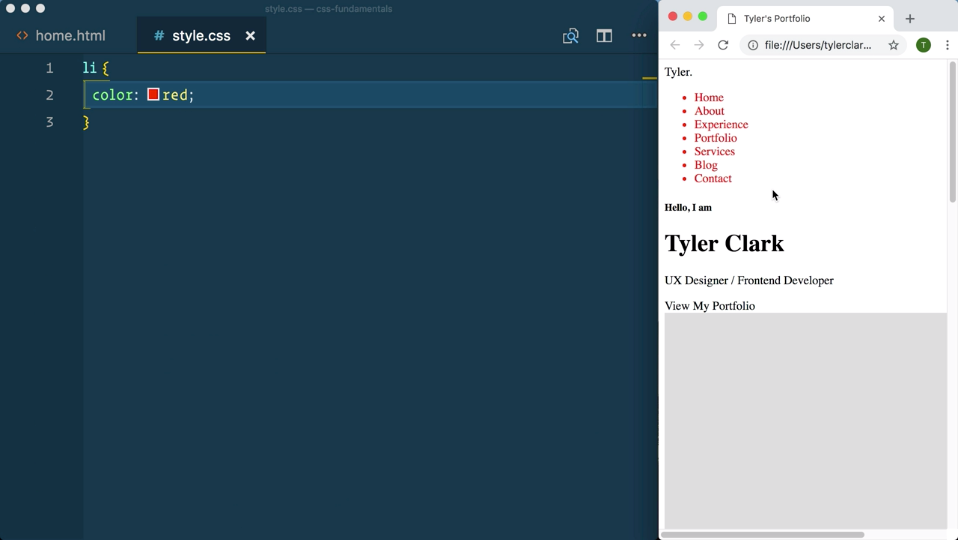 style.css — css-fundamentals
home.html
# style.css
1 li {
2 color: red;
3 }
Tyler's Portfolio
file:///Users/tylerclar...
T
Tyler.
Home
About
Experience
Portfolio
Services
Blog
Contact
Hello, I am
Tyler Clark
UX Designer / Frontend Developer
View My Portfolio